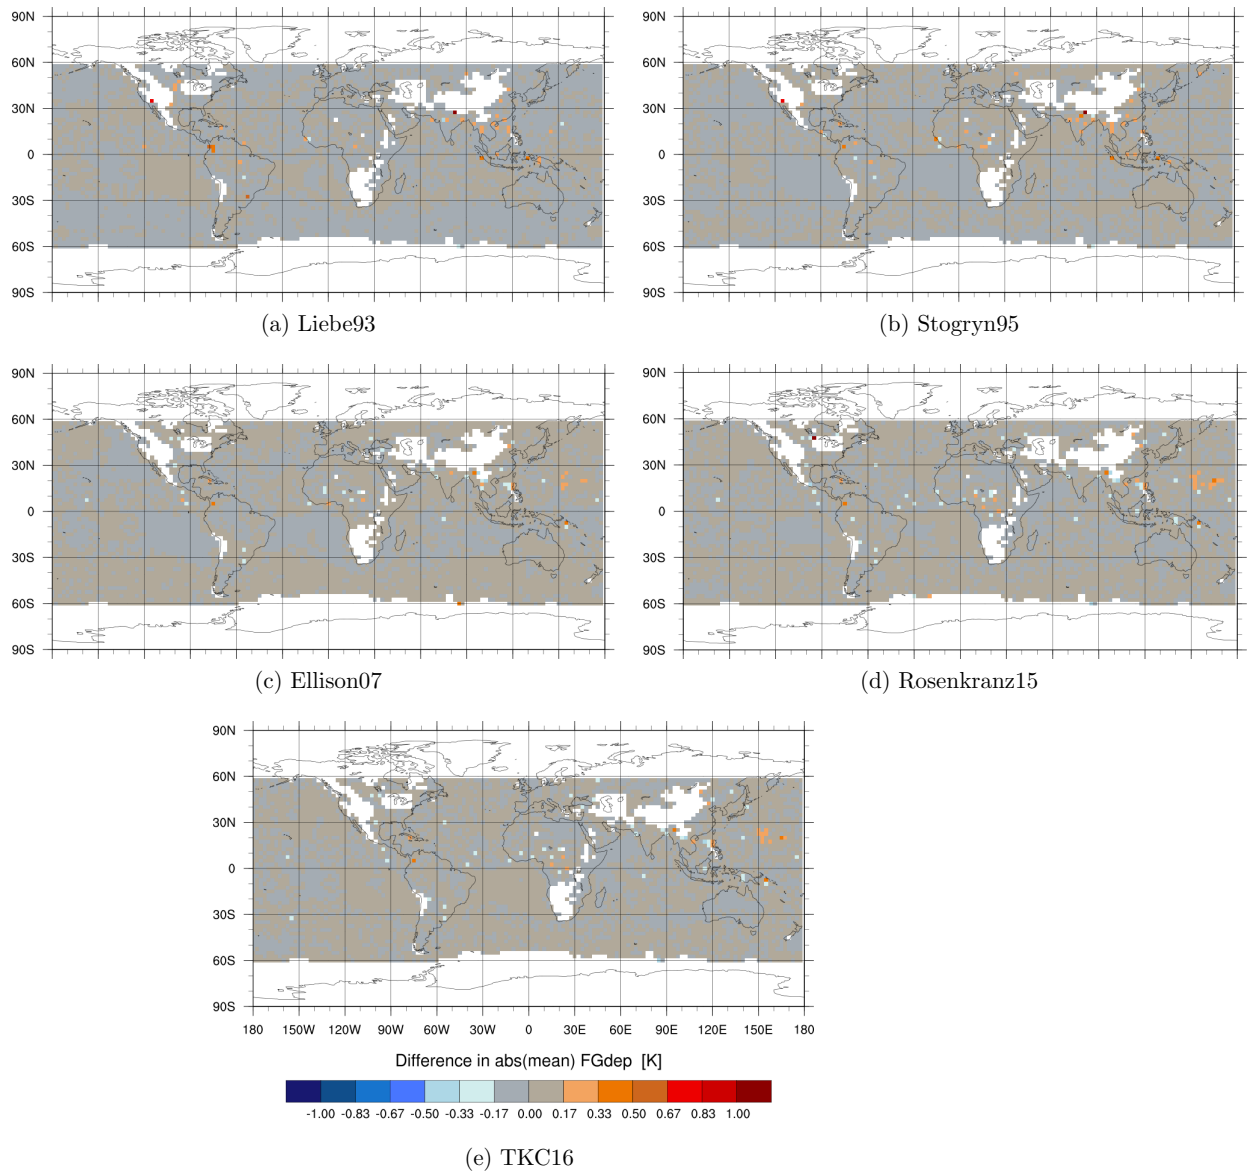 90N
60N
30N
0
30S
60S
90S
(a) Liebe93
90N
60N
30N
0
30S
60S
90S
(b) Stogryn95
90N
60N
30N
0
30S
60S
90S
(c) Ellison07
90N
60N
30N
0
30S
60S
90S
(d) Rosenkranz15
90N
60N
30N
0
30S
60S
90S
180 150W 120W 90W 60W 30W 0 30E 60E 90E 120E 150E 180
Difference in abs(mean) FGdep [K]
-1.00 -0.83 -0.67 -0.50 -0.33 -0.17 0.00 0.17 0.33 0.50 0.67 0.83 1.00
(e) TKC16